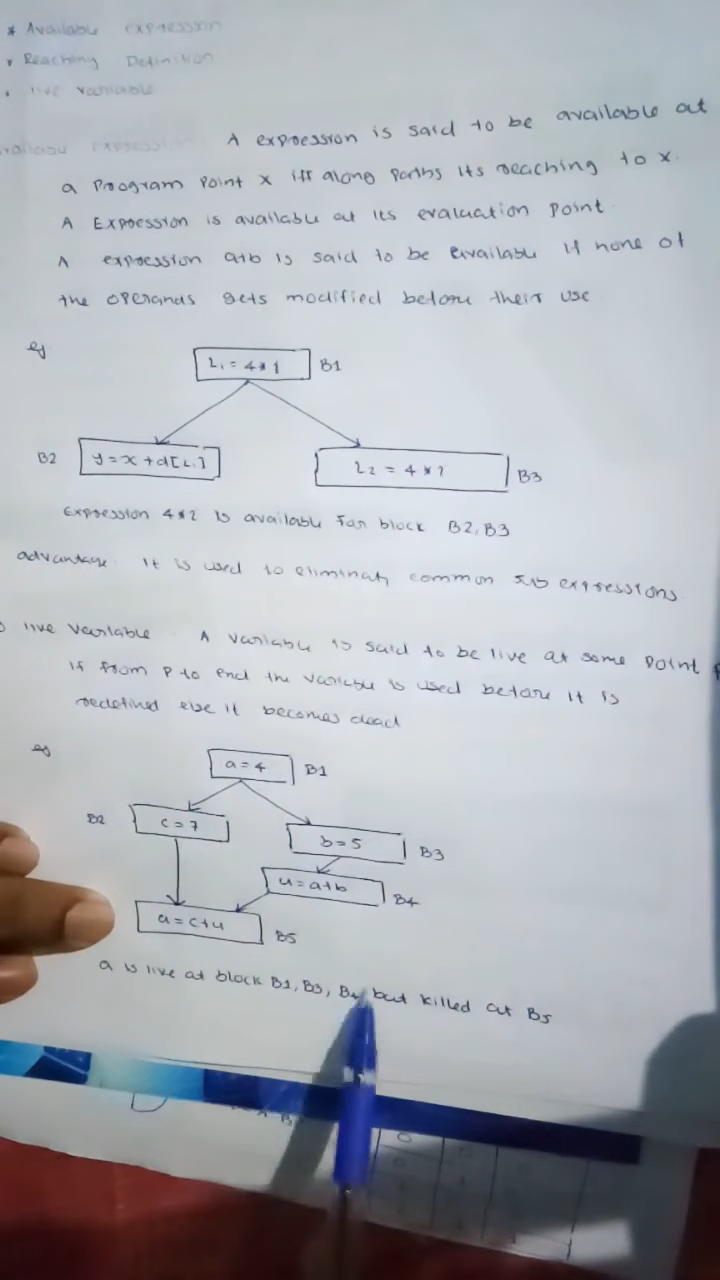 * Available expression
• Reaching Definition
• live variable
A expression is said to be available at
a program point x iff along paths its reaching to x.
A Expression is available at its evaluation point.
A expression a+b is said to be available if none of
the operands gets modified before their use
eg
L1 = 4*1 B1
B2 y = x + a[L1]
L2 = 4*2 B3
Expression 4*2 is available for block B2, B3
advantage. It is used to eliminate common sub expressions
live variable. A variable is said to be live at some point P
if from P to end the variable is used before it is
redefined else it becomes dead
eg
a = 4 B1
B2 c = 7
b = 5 B3
u = a+b B4
a = c+u B5
a is live at block B1, B3, B4 but killed at B5